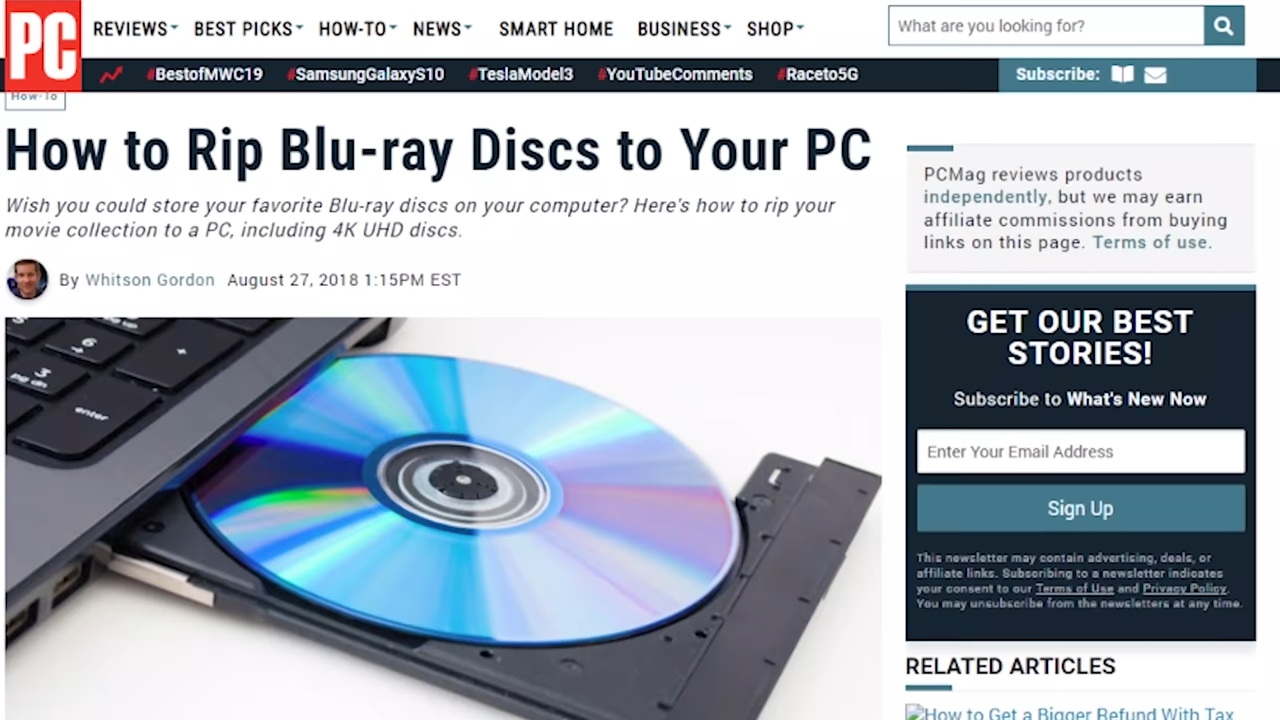 PC
REVIEWS BEST PICKS HOW-TO NEWS SMART HOME BUSINESS SHOP
What are you looking for?
#BestofMWC19 #SamsungGalaxyS10 #TeslaModel3 #YouTubeComments #Raceto5G
Subscribe:
How-To
How to Rip Blu-ray Discs to Your PC
Wish you could store your favorite Blu-ray discs on your computer? Here's how to rip your
movie collection to a PC, including 4K UHD discs.
By Whitson Gordon August 27, 2018 1:15PM EST
6
+
3
pg dn
enter
PCMag reviews products
independently, but we may earn
affiliate commissions from buying
links on this page. Terms of use.
GET OUR BEST
STORIES!
Subscribe to What's New Now
Enter Your Email Address
Sign Up
This newsletter may contain advertising, deals, or
affiliate links. Subscribing to a newsletter indicates
your consent to our Terms of Use and Privacy Policy.
You may unsubscribe from the newsletters at any time.
RELATED ARTICLES
How to Get a Bigger Refund With Tax